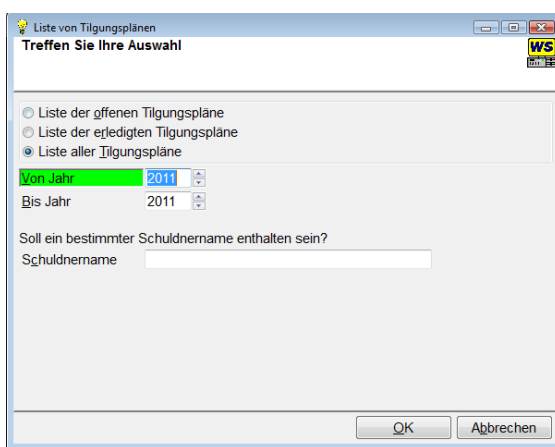 Liste von Tilgungsplänen
Treffen Sie Ihre Auswahl
WS
Liste der offenen Tilgungspläne
Liste der erledigten Tilgungspläne
Liste aller Tilgungspläne
Von Jahr 2011
Bis Jahr 2011
Soll ein bestimmter Schuldnername enthalten sein?
Schuldnername
OK Abbrechen